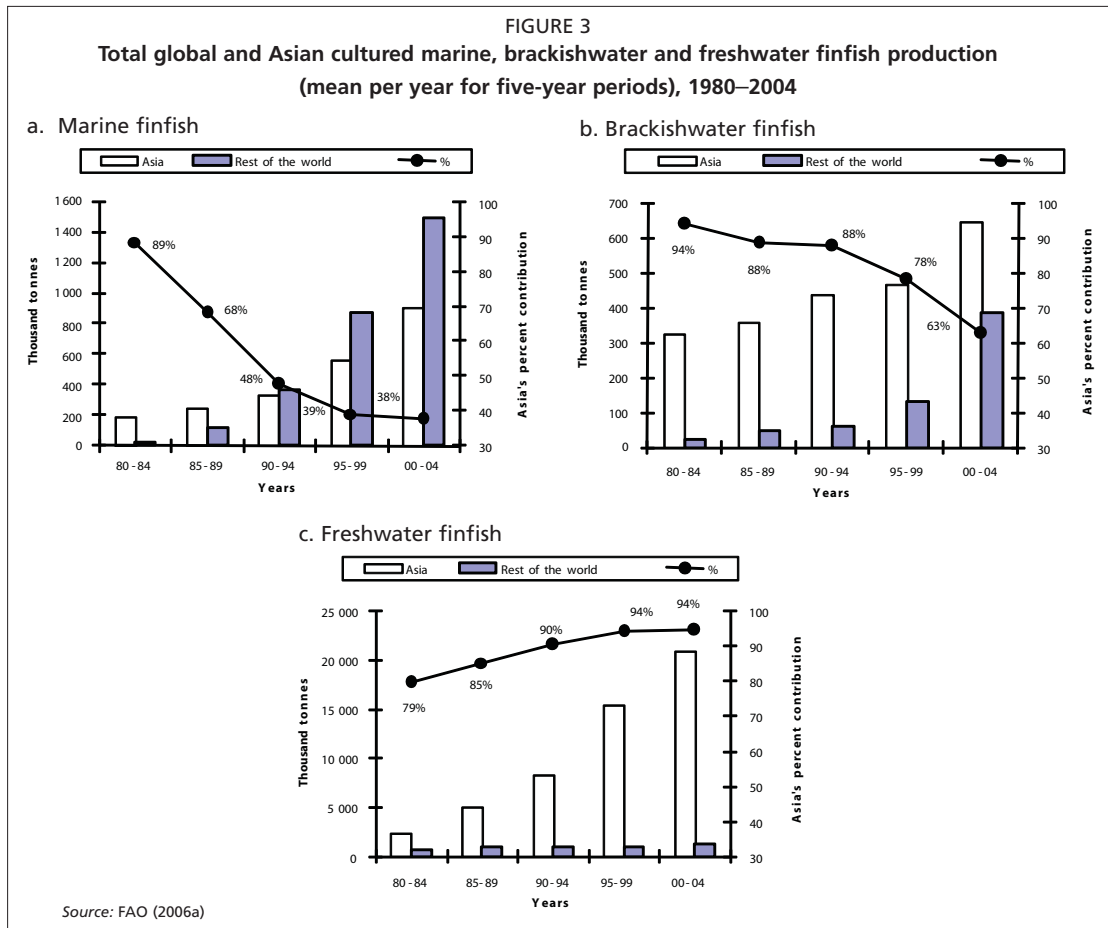 FIGURE 3
Total global and Asian cultured marine, brackishwater and freshwater finfish production
(mean per year for five-year periods), 1980–2004
a. Marine finfish
Asia Rest of the world %
1 600
1 400
1 200
1 000
800
600
400
200
0
Thousand tonnes
89%
68%
48%
39%
38%
100
90
80
70
60
50
40
30
Asia's percent contribution
80-84 85-89 90-94 95-99 00-04
Years
b. Brackishwater finfish
Asia Rest of the world %
700
600
500
400
300
200
100
0
Thousand tonnes
94%
88%
88%
78%
63%
100
90
80
70
60
50
40
30
Asia's percent contribution
80-84 85-89 90-94 95-99 00-04
Years
c. Freshwater finfish
Asia Rest of the world %
25 000
20 000
15 000
10 000
5 000
0
Thousand tonnes
79%
85%
90%
94%
94%
100
90
80
70
60
50
40
30
Asia's percent contribution
80-84 85-89 90-94 95-99 00-04
Years
Source: FAO (2006a)